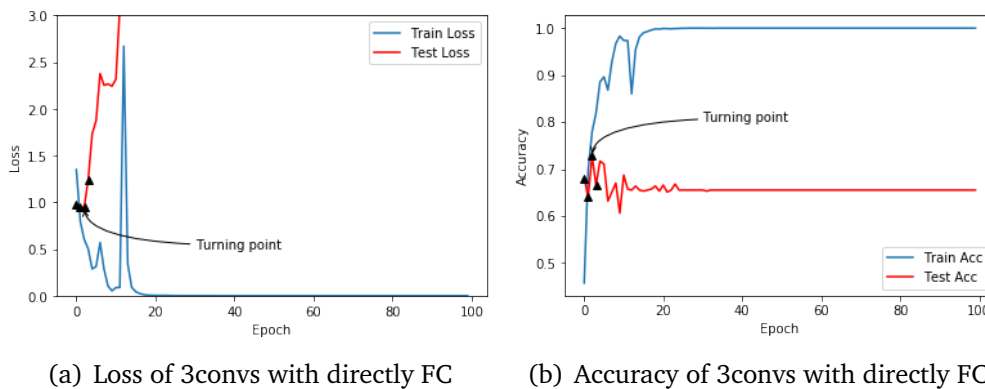 3.0
2.5
2.0
1.5
1.0
0.5
0.0
Loss
Train Loss
Test Loss
Turning point
0 20 40 60 80 100
Epoch
(a) Loss of 3convs with directly FC
1.0
0.9
0.8
0.7
0.6
0.5
Accuracy
Turning point
Train Acc
Test Acc
0 20 40 60 80 100
Epoch
(b) Accuracy of 3convs with directly FC